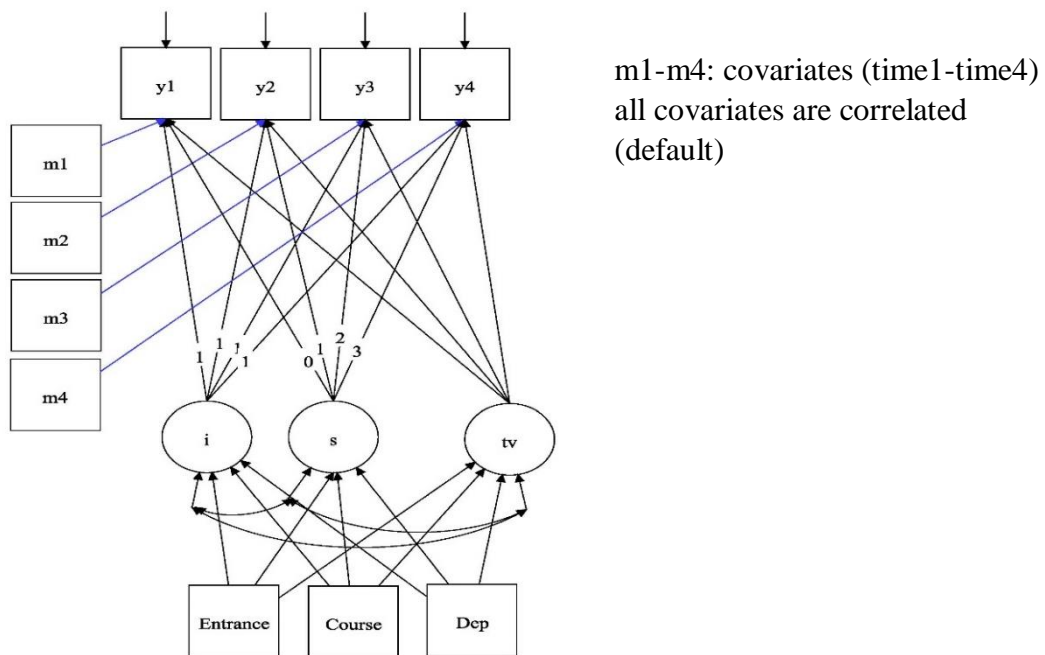 y1 y2 y3 y4
m1-m4: covariates (time1-time4)
all covariates are correlated
(default)
m1
m2
m3
m4
1 1 1 1 0 1 2 3
i s tv
Entrance Course Dep